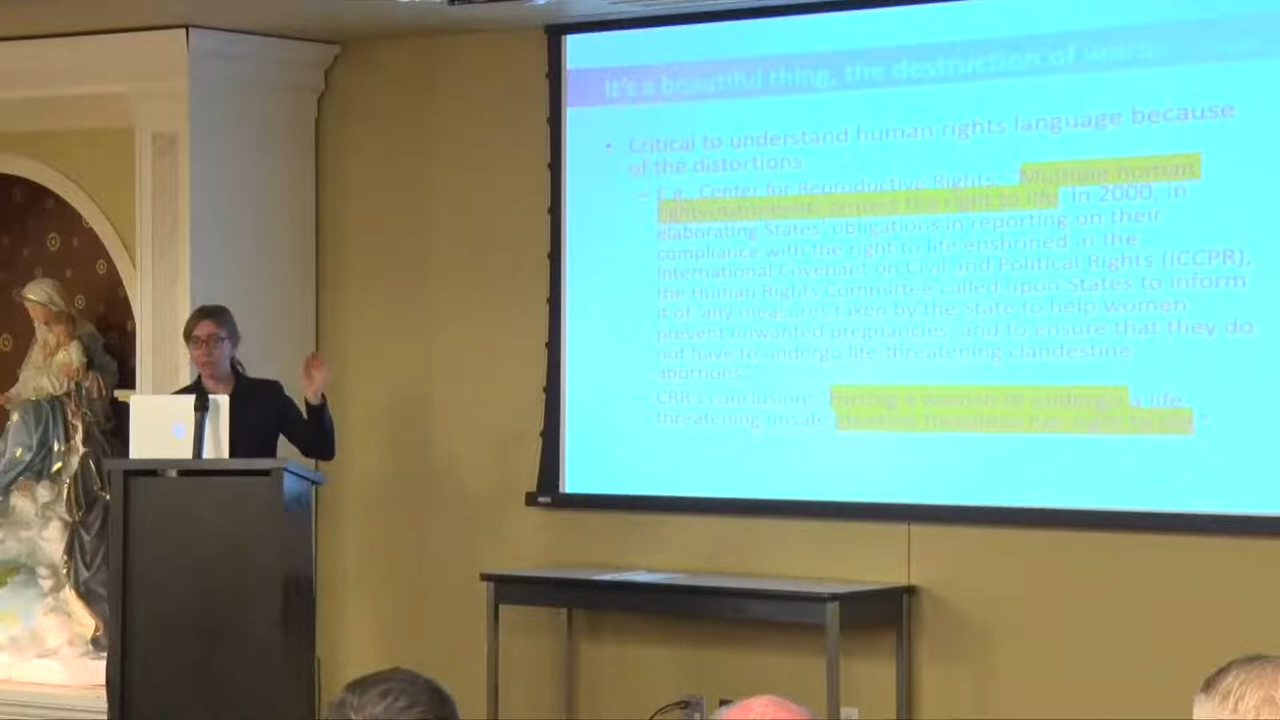 It's a beautiful thing, the destruction of words
• Critical to understand human rights language because
of the distortions
– E.g., Center for Reproductive Rights, "Multiple human
rights instruments protect the right to life. In 2000, in
elaborating States' obligations in reporting on their
compliance with the right to life enshrined in the
International Covenant on Civil and Political Rights (ICCPR),
the Human Rights Committee called upon States to inform
it of 'any measures taken by the State to help women
prevent unwanted pregnancies, and to ensure that they do
not have to undergo life-threatening clandestine
abortions.'"
– CRR's conclusion: "Forcing a woman to undergo a life-
threatening unsafe abortion threatens her right to life."